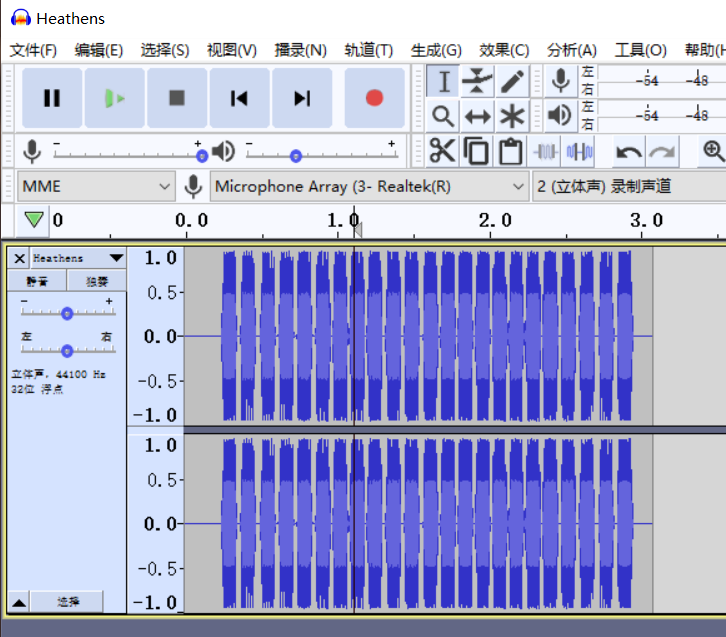 Heathens
文件(F) 编辑(E) 选择(S) 视图(V) 播录(N) 轨道(T) 生成(G) 效果(C) 分析(A) 工具(O) 帮助(H
左 右 -54 -48
左 右 -54 -48
- + - +
MME Microphone Array (3- Realtek(R) 2 (立体声) 录制声道
0 0.0 1.0 2.0 3.0
× Heathens
静音 独奏
- +
左 右
立体声, 44100 Hz
32位 浮点
选择
1.0
0.5-
0.0-
-0.5-
-1.0
1.0
0.5-
0.0-
-0.5-
-1.0